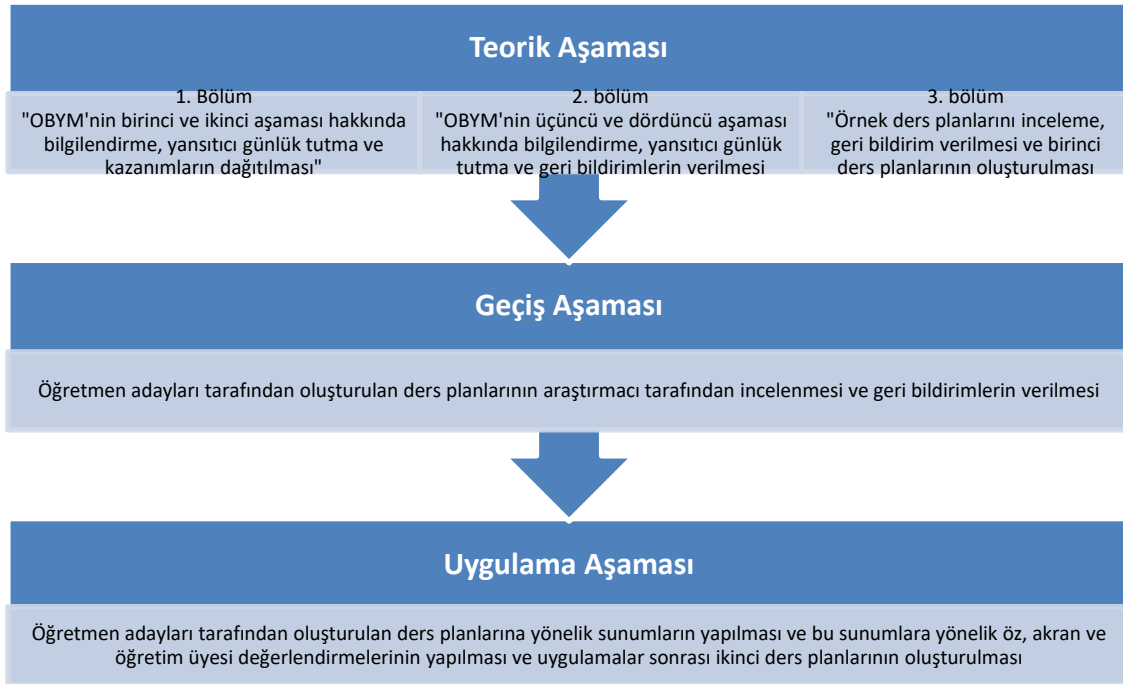 Teorik Aşaması
1. Bölüm
"OBYM'nin birinci ve ikinci aşaması hakkında
bilgilendirme, yansıtıcı günlük tutma ve
kazanımların dağıtılması"
2. bölüm
"OBYM'nin üçüncü ve dördüncü aşaması
hakkında bilgilendirme, yansıtıcı günlük
tutma ve geri bildirimlerin verilmesi
3. bölüm
"Örnek ders planlarını inceleme,
geri bildirim verilmesi ve birinci
ders planlarının oluşturulması
Geçiş Aşaması
Öğretmen adayları tarafından oluşturulan ders planlarının araştırmacı tarafından incelenmesi ve geri bildirimlerin verilmesi
Uygulama Aşaması
Öğretmen adayları tarafından oluşturulan ders planlarına yönelik sunumların yapılması ve bu sunumlara yönelik öz, akran ve
öğretim üyesi değerlendirmelerinin yapılması ve uygulamalar sonrası ikinci ders planlarının oluşturulması